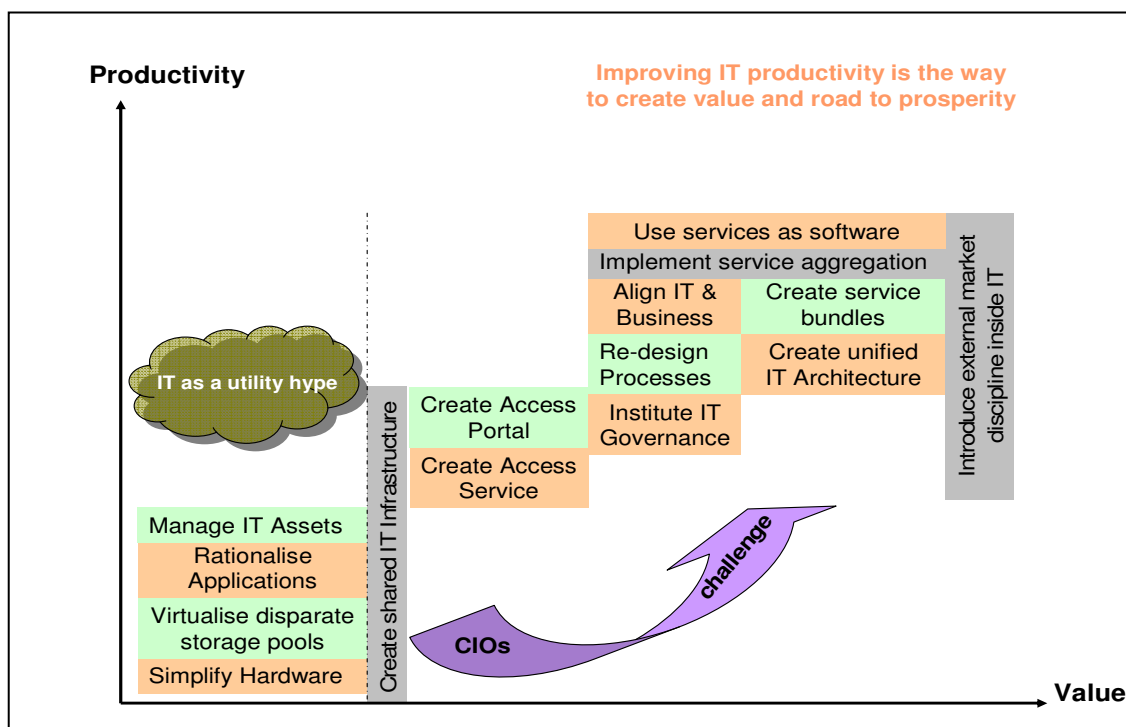 Productivity
Improving IT productivity is the way
to create value and road to prosperity
Use services as software
Implement service aggregation
Align IT &
Business
Create service
bundles
Re-design
Processes
Create unified
IT Architecture
Institute IT
Governance
Introduce external market
discipline inside IT
IT as a utility hype
Create Access
Portal
Create Access
Service
Create shared IT Infrastructure
Manage IT Assets
Rationalise
Applications
Virtualise disparate
storage pools
Simplify Hardware
CIOs
challenge
Value